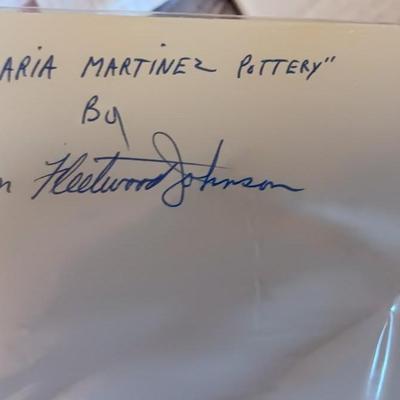 ARIA MARTINEZ POTTERY"
By
n Fleetwood Johnson